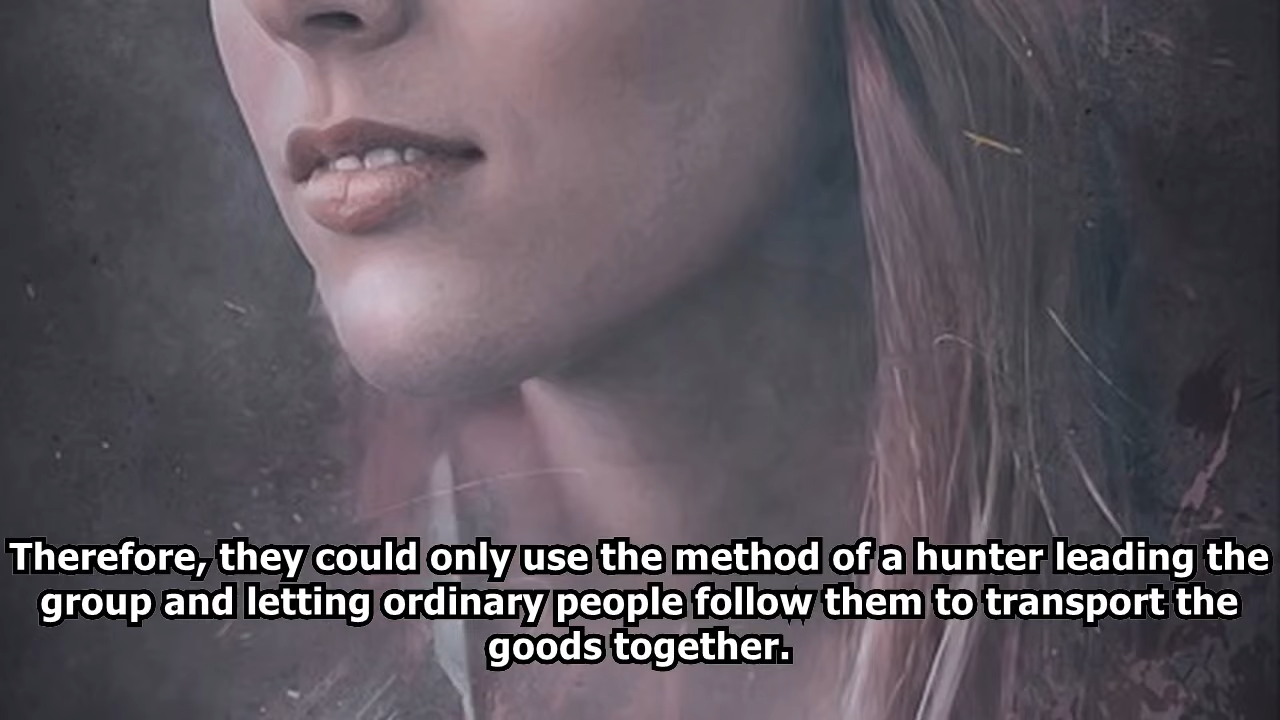 Therefore, they could only use the method of a hunter leading the
group and letting ordinary people follow them to transport the
goods together.